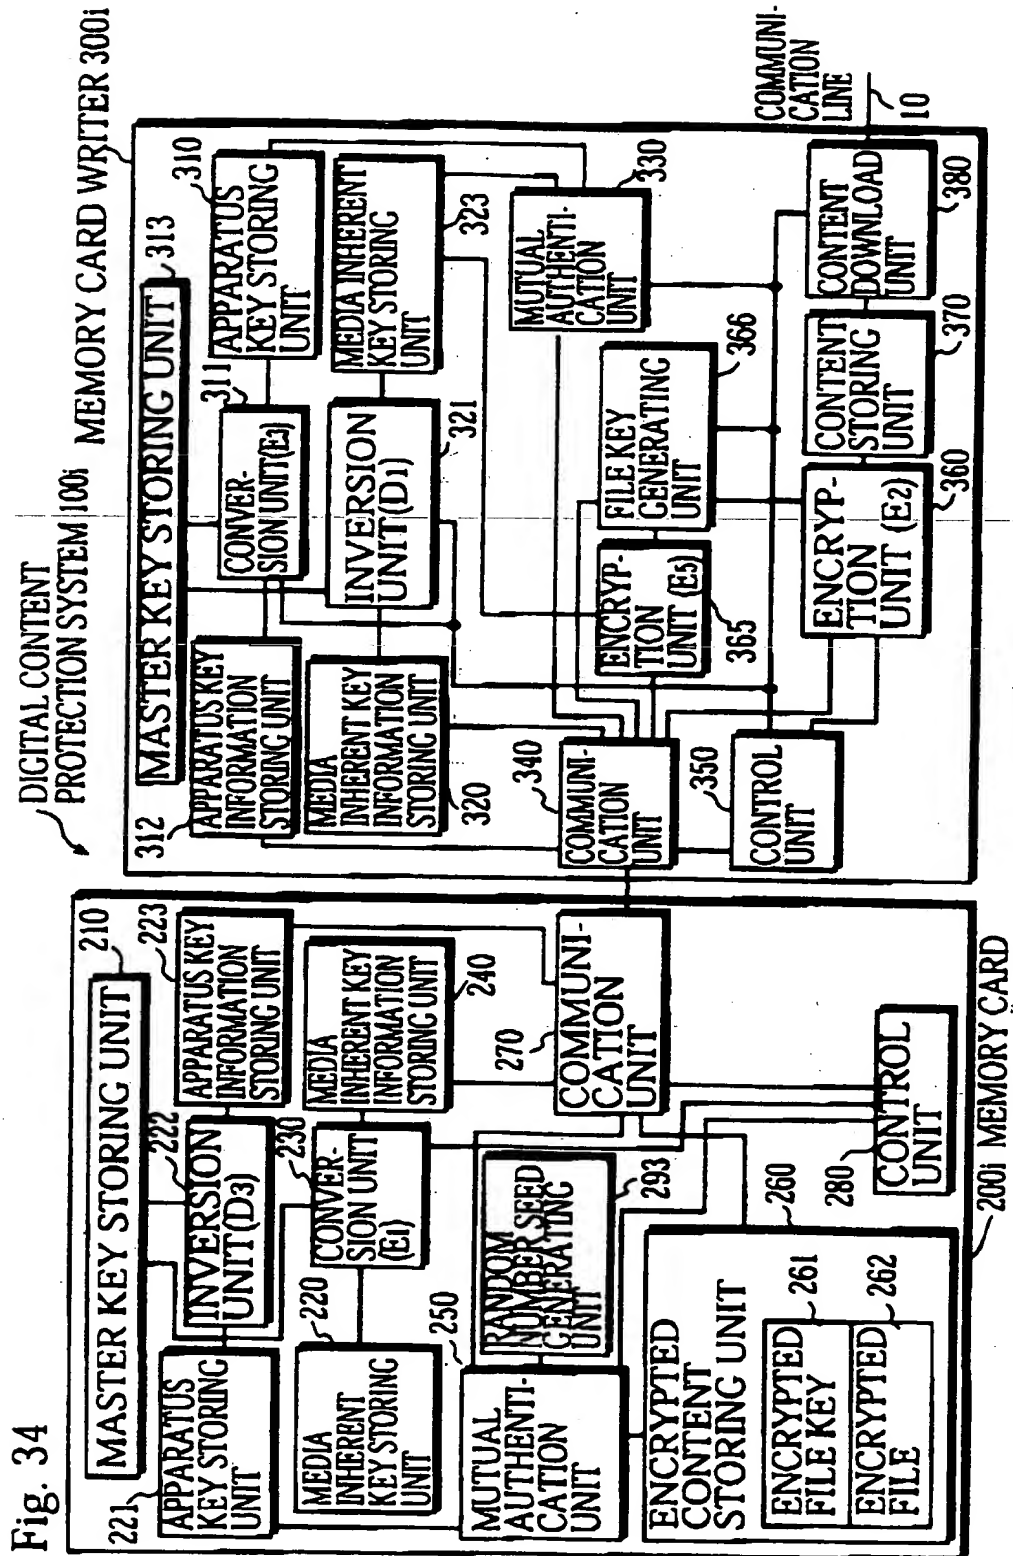 Fig. 34
DIGITAL CONTENT
PROTECTION SYSTEM 100i
MEMORY CARD WRITER 300i
MASTER KEY STORING UNIT
210
221
APPARATUS
KEY STORING
UNIT
222
INVERSION
UNIT(D3)
223
APPARATUS KEY
INFORMATION
STORING UNIT
220
MEDIA
INHERENT
KEY STORING
UNIT
230
CONVER-
SION UNIT
(E1)
MEDIA
INHERENT KEY
INFORMATION
STORING UNIT
240
250
MUTUAL
AUTHENTI-
CATION
UNIT
RANDOM
NUMBER SEED
GENERATING
UNIT
293
270
COMMUNI-
CATION
UNIT
ENCRYPTED
CONTENT
STORING UNIT
260
ENCRYPTED
FILE KEY
261
ENCRYPTED
FILE
262
280
CONTROL
UNIT
200i MEMORY CARD
MASTER KEY STORING UNIT
313
312
APPARATUS KEY
INFORMATION
STORING UNIT
311
CONVER-
SION UNIT(E3)
310
APPARATUS
KEY STORING
UNIT
MEDIA
INHERENT KEY
INFORMATION
STORING UNIT
320
INVERSION
UNIT(D1)
321
MEDIA INHERENT
KEY STORING
UNIT
323
340
COMMUNI-
CATION
UNIT
ENCRYP-
TION
UNIT (E5)
365
FILE KEY
GENERATING
UNIT
366
MUTUAL
AUTHENTI-
CATION
UNIT
330
350
CONTROL
UNIT
ENCRYP-
TION
UNIT (E2)
360
CONTENT
STORING
UNIT
370
CONTENT
DOWNLOAD
UNIT
380
COMMUNI-
CATION
LINE
10